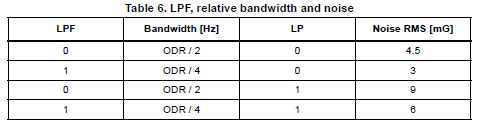 Table 6. LPF, relative bandwidth and noise
LPF Bandwidth [Hz] LP Noise RMS [mG]
0 ODR / 2 0 4.5
1 ODR / 4 0 3
0 ODR / 2 1 9
1 ODR / 4 1 6